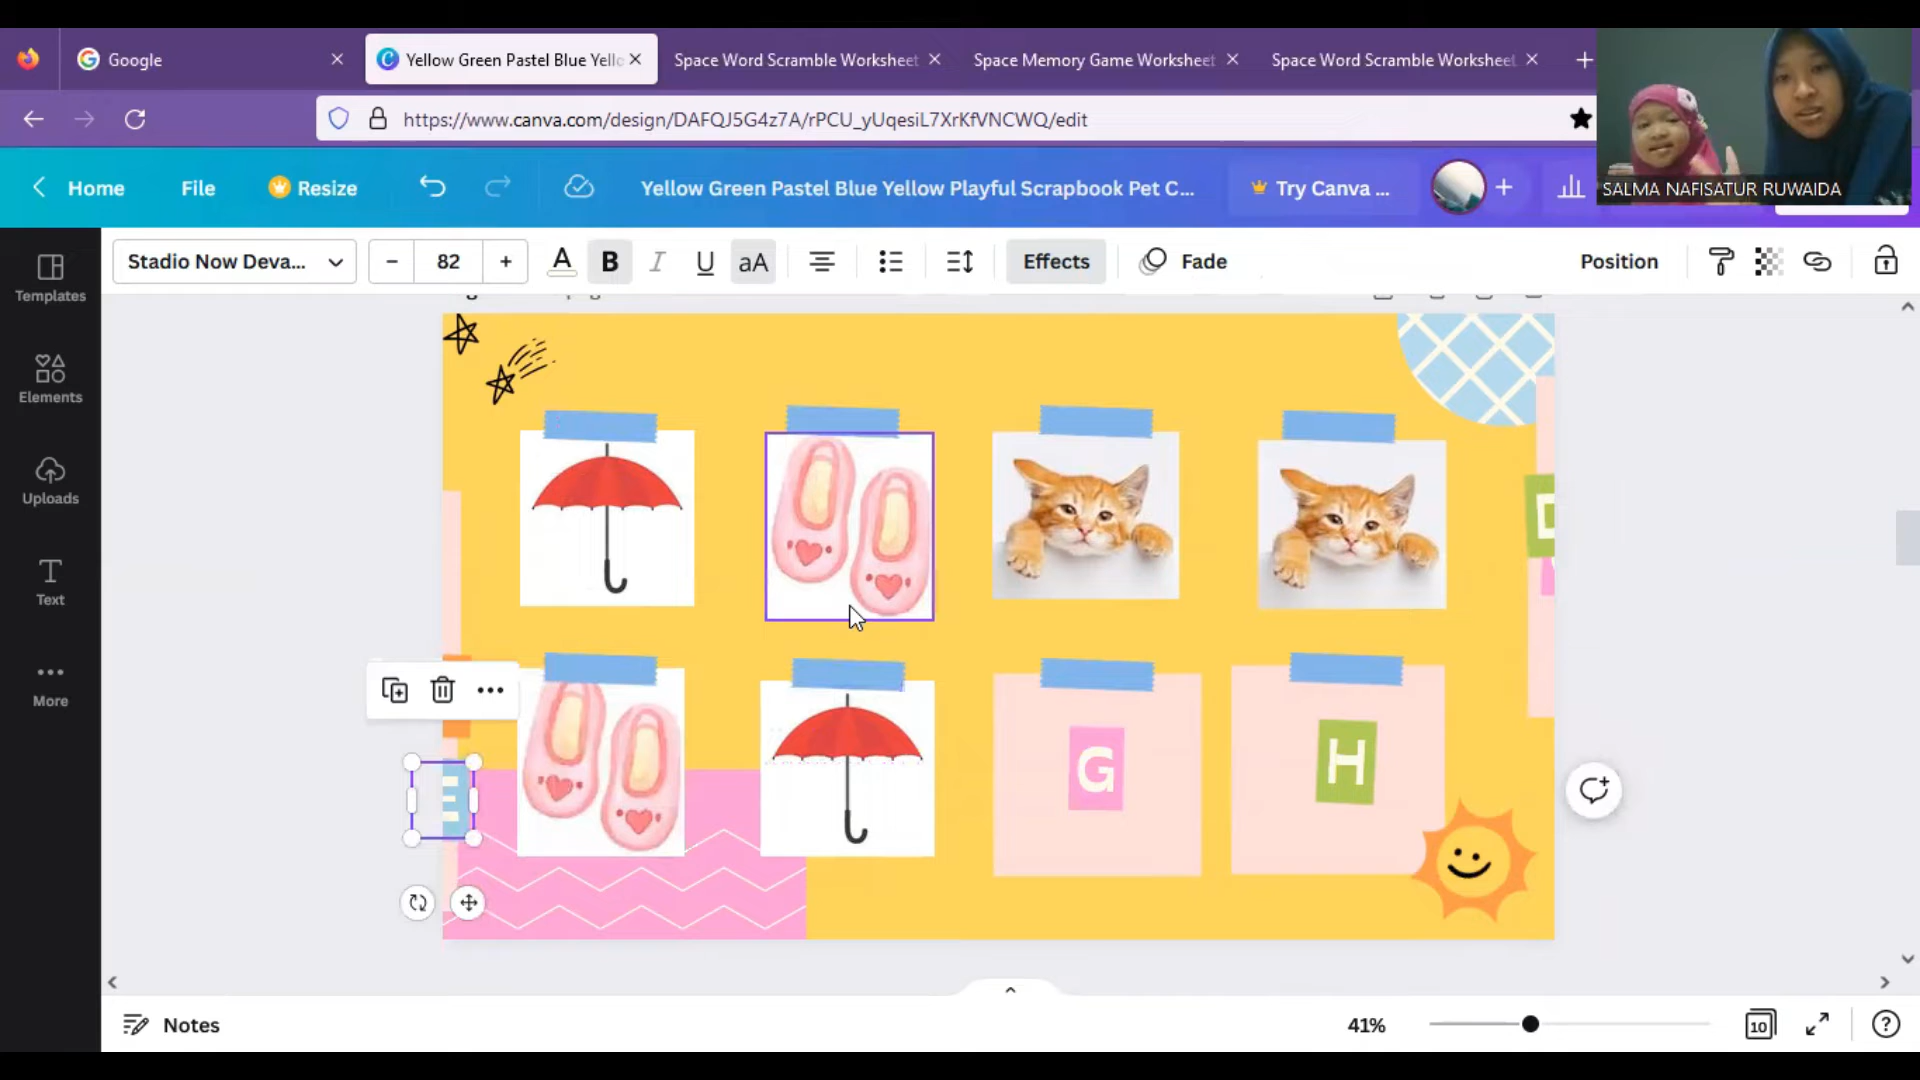 Google
Yellow Green Pastel Blue Yello
Space Word Scramble Worksheet
Space Memory Game Worksheet
Space Word Scramble Worksheet
https://www.canva.com/design/DAFQJ5G4z7A/rPCU_yUqesiL7XrKfVNCWQ/edit
Home
File
Resize
Yellow Green Pastel Blue Yellow Playful Scrapbook Pet C...
Try Canva ...
SALMA NAFISATUR RUWAIDA
Stadio Now Deva...
82
A
B
I
U
aA
Effects
Fade
Position
Templates
Elements
Uploads
Text
More
E
G
H
Notes
41%
10